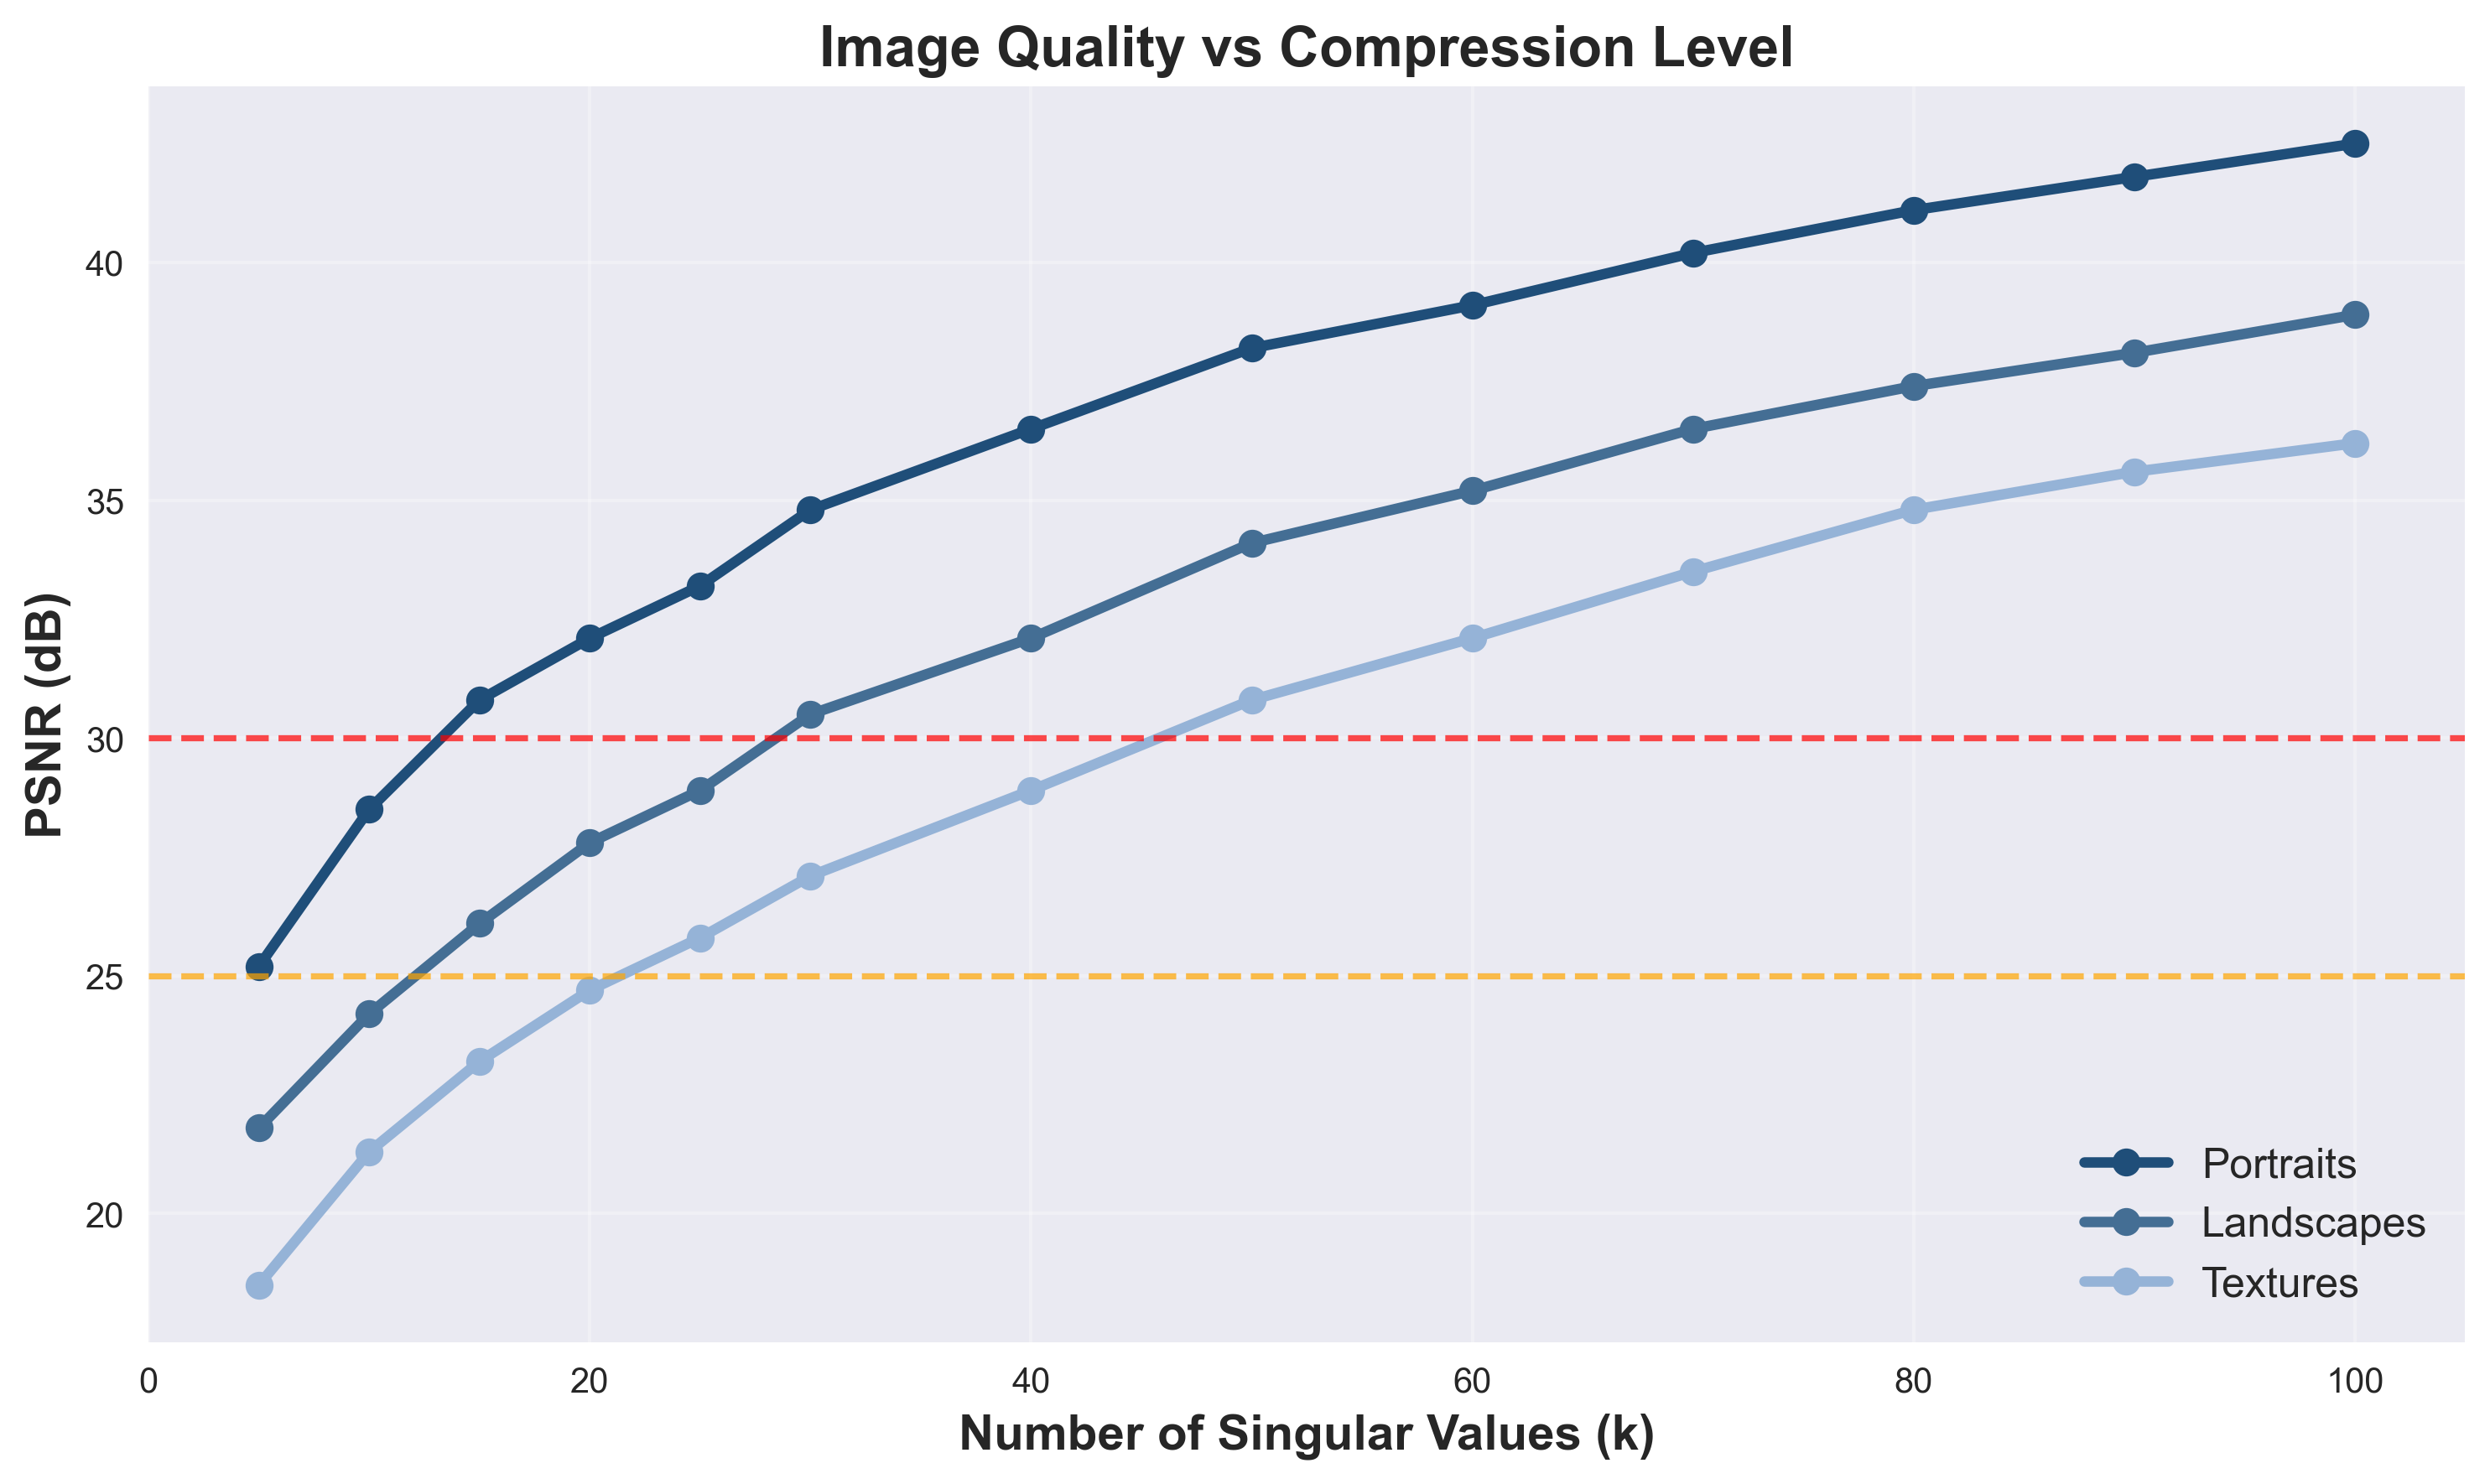 Image Quality vs Compression Level
PSNR (dB)
40
35
30
25
20
0 20 40 60 80 100
Number of Singular Values (k)
Portraits
Landscapes
Textures